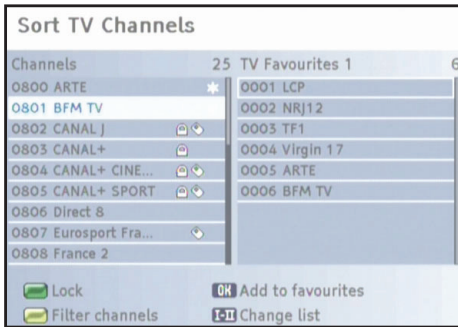 Sort TV Channels
Channels 25 TV Favourites 1 6
0800 ARTE
0801 BFM TV
0802 CANAL J
0803 CANAL+
0804 CANAL+ CINE...
0805 CANAL+ SPORT
0806 Direct 8
0807 Eurosport Fra...
0808 France 2
0001 LCP
0002 NRJ12
0003 TF1
0004 Virgin 17
0005 ARTE
0006 BFM TV
Lock OK Add to favourites
Filter channels I-II Change list